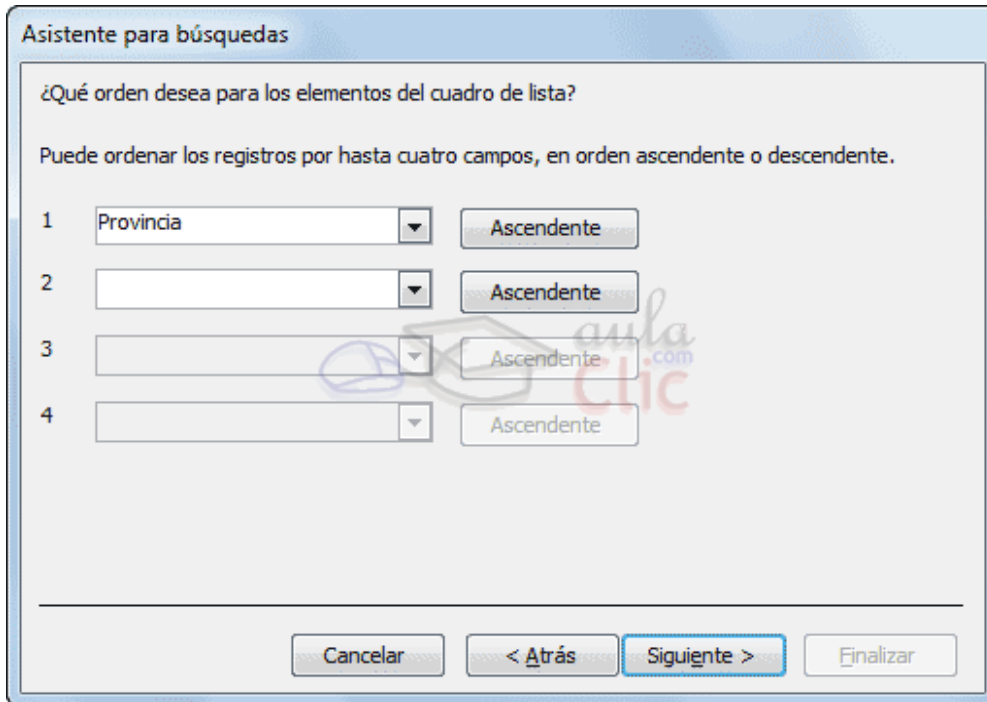 Asistente para búsquedas
¿Qué orden desea para los elementos del cuadro de lista?
Puede ordenar los registros por hasta cuatro campos, en orden ascendente o descendente.
1 Provincia Ascendente
2 Ascendente
3 Ascendente
4 Ascendente
aula
.com
Clic
Cancelar < Atrás Siguiente > Finalizar